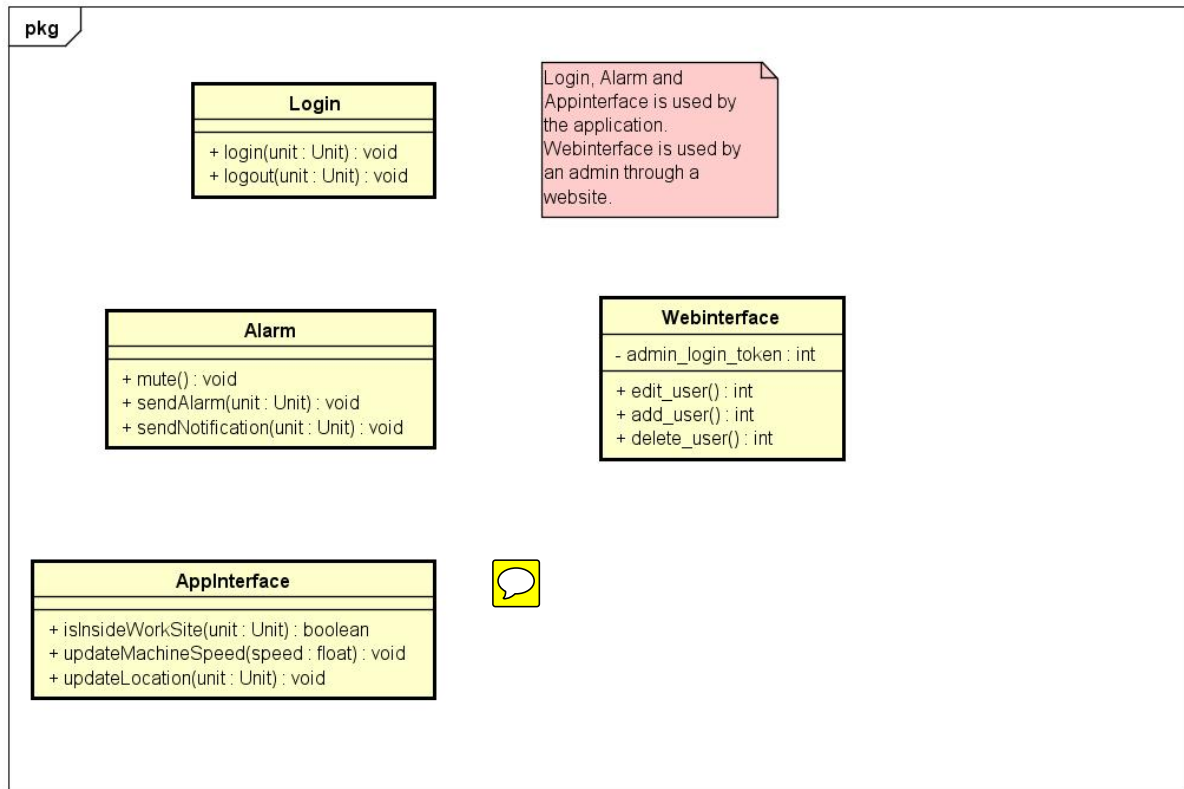 pkg
Login
+ login(unit : Unit) : void
+ logout(unit : Unit) : void
Login, Alarm and
Appinterface is used by
the application.
Webinterface is used by
an admin through a
website.
Alarm
+ mute() : void
+ sendAlarm(unit : Unit) : void
+ sendNotification(unit : Unit) : void
Webinterface
- admin_login_token : int
+ edit_user() : int
+ add_user() : int
+ delete_user() : int
AppInterface
+ isInsideWorkSite(unit : Unit) : boolean
+ updateMachineSpeed(speed : float) : void
+ updateLocation(unit : Unit) : void